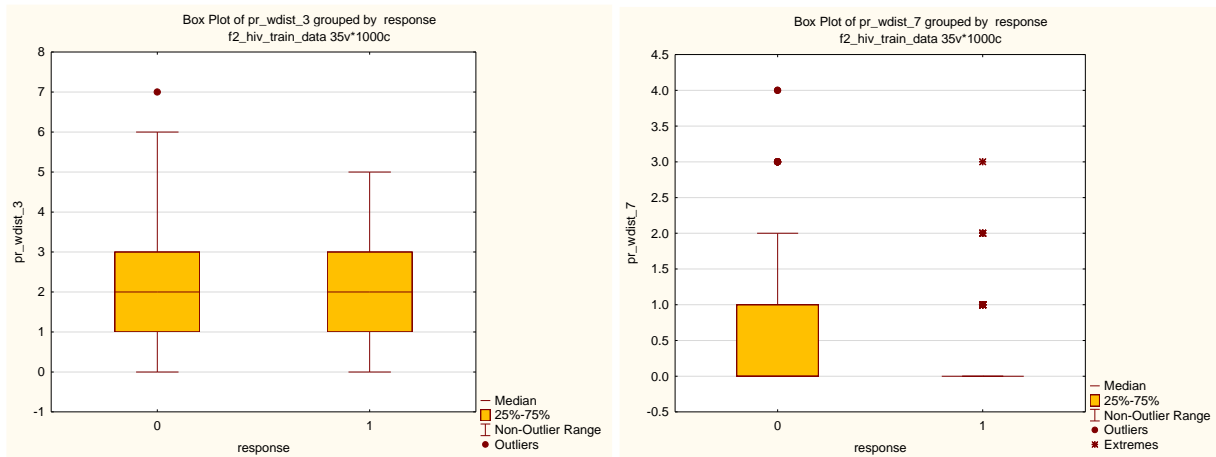 Box Plot of pr_wdist_3 grouped by response
f2_hiv_train_data 35v*1000c
8
7
6
5
4
3
2
1
0
-1
pr_wdist_3
0
1
response
Median
25%-75%
Non-Outlier Range
Outliers
Box Plot of pr_wdist_7 grouped by response
f2_hiv_train_data 35v*1000c
4.5
4.0
3.5
3.0
2.5
2.0
1.5
1.0
0.5
0.0
-0.5
pr_wdist_7
0
1
response
Median
25%-75%
Non-Outlier Range
Outliers
Extremes